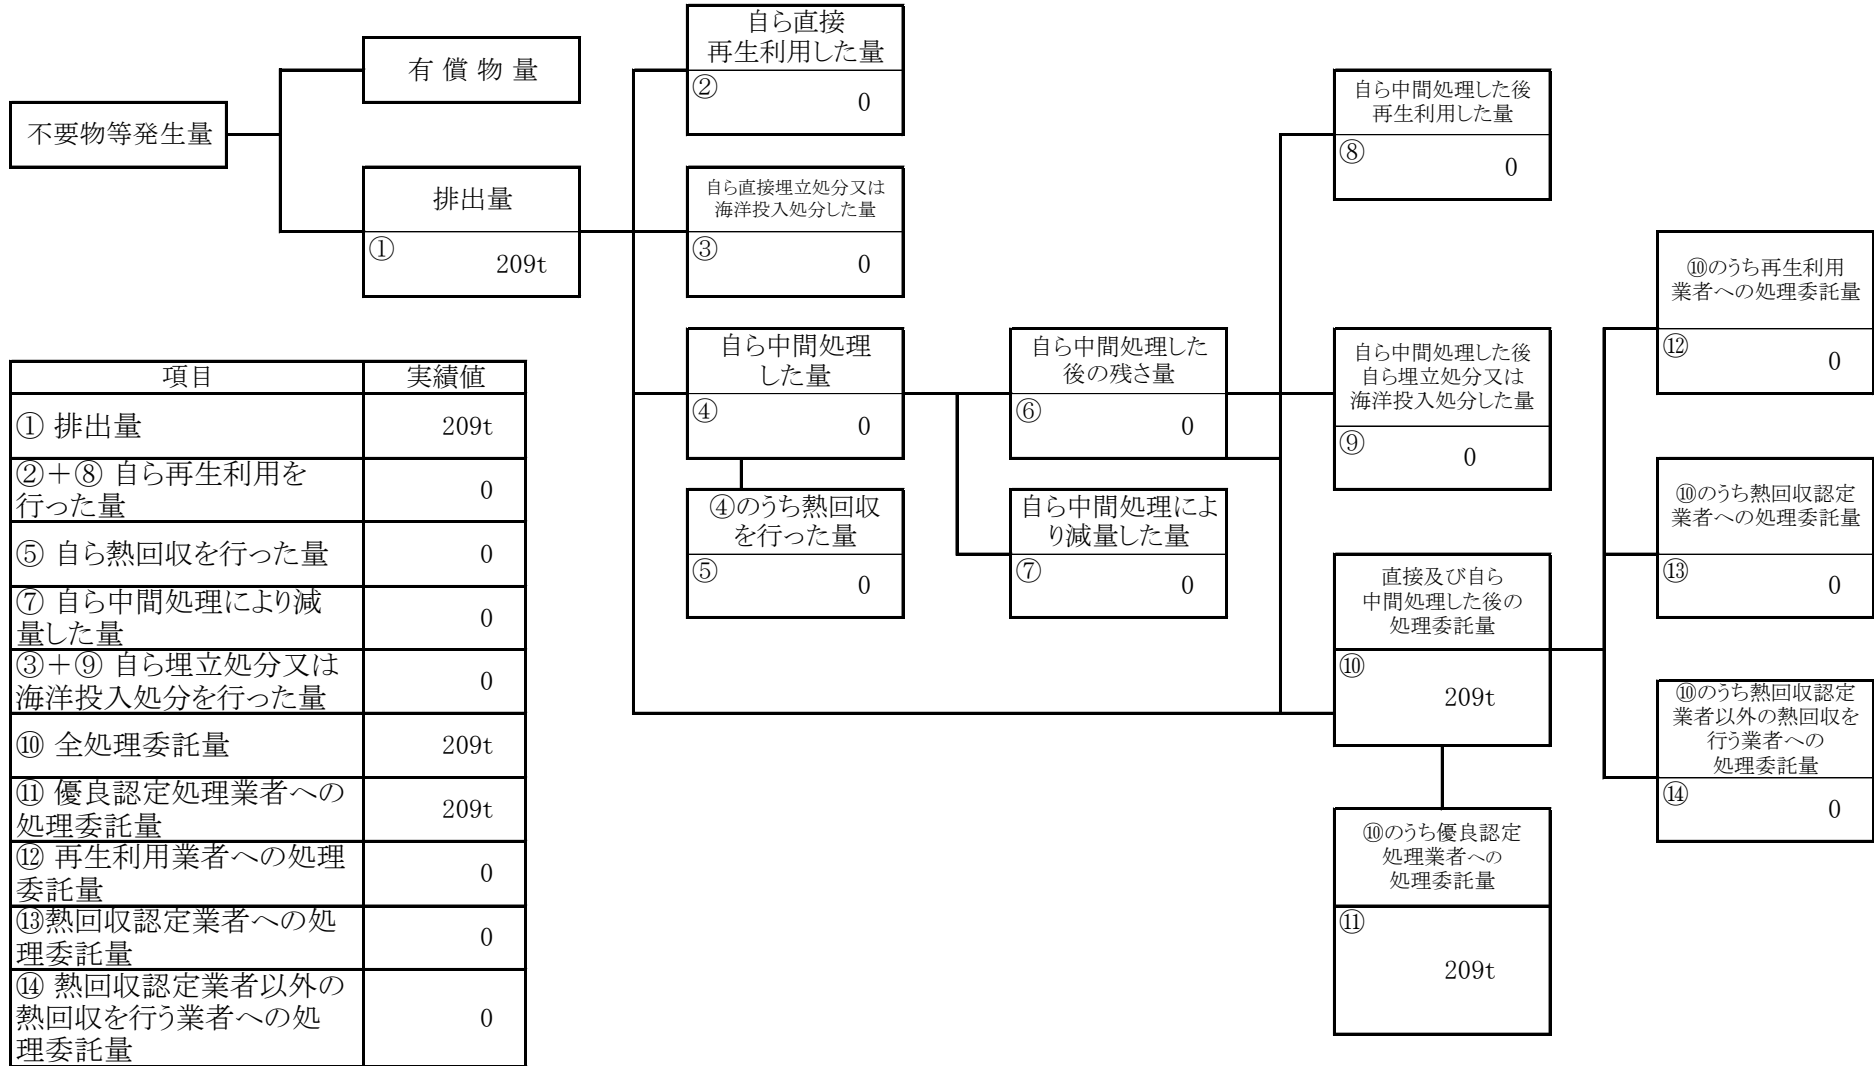 不要物等発生量
有 償 物 量
排出量
①
209t
自ら直接
再生利用した量
②
0
自ら直接埋立処分又は
海洋投入処分した量
③
0
自ら中間処理
した量
④
0
④のうち熱回収
を行った量
⑤
0
自ら中間処理した
後の残さ量
⑥
0
自ら中間処理によ
り減量した量
⑦
0
自ら中間処理した後
再生利用した量
⑧
0
自ら中間処理した後
自ら埋立処分又は
海洋投入処分した量
⑨
0
直接及び自ら
中間処理した後の
処理委託量
⑩
209t
⑩のうち優良認定
処理業者への
処理委託量
⑪
209t
⑩のうち再生利用
業者への処理委託量
⑫
0
⑩のうち熱回収認定
業者への処理委託量
⑬
0
⑩のうち熱回収認定
業者以外の熱回収を
行う業者への
処理委託量
⑭
0
項目 実績値
① 排出量 209t
②＋⑧ 自ら再生利用を
行った量 0
⑤ 自ら熱回収を行った量 0
⑦ 自ら中間処理により減
量した量 0
③＋⑨ 自ら埋立処分又は
海洋投入処分を行った量 0
⑩ 全処理委託量 209t
⑪ 優良認定処理業者への
処理委託量 209t
⑫ 再生利用業者への処理
委託量 0
⑬熱回収認定業者への処
理委託量 0
⑭ 熱回収認定業者以外の
熱回収を行う業者への処
理委託量 0